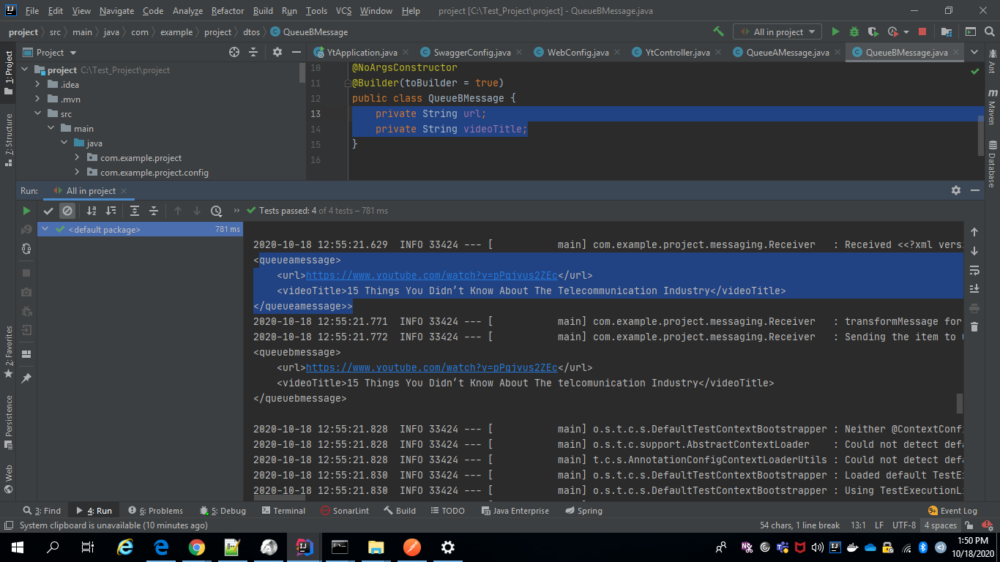 File Edit View Navigate Code Analyze Refactor Build Run Tools VCS Window Help project [C:\Test_Project\project] - QueueBMessage.java
project src main java com example project dtos QueueBMessage All in project
Project YtApplication.java SwaggerConfig.java WebConfig.java YtController.java QueueAMessage.java QueueBMessage.java
project C:\Test_Project\project
.idea
.mvn
src
main
java
com.example.project
com.example.project.config
10 @NoArgsConstructor
11 @Builder(toBuilder = true)
12 public class QueueBMessage {
13 private String url;
14 private String videoTitle;
15 }
16
1: Project
7: Structure
2: Favorites
Persistence
Web
Ant
Maven
Database
Run: All in project
Tests passed: 4 of 4 tests – 781 ms
<default package> 781 ms
2020-10-18 12:55:21.629 INFO 33424 --- [ main] com.example.project.messaging.Receiver : Received <<?xml versi
<queueamessage>
<url>https://www.youtube.com/watch?v=pPqjvus2ZEc</url>
<videoTitle>15 Things You Didn’t Know About The Telecommunication Industry</videoTitle>
</queueamessage>>
2020-10-18 12:55:21.771 INFO 33424 --- [ main] com.example.project.messaging.Receiver : transformMessage for
2020-10-18 12:55:21.772 INFO 33424 --- [ main] com.example.project.messaging.Receiver : Sending the item to
<queuebmessage>
<url>https://www.youtube.com/watch?v=pPqjvus2ZEc</url>
<videoTitle>15 Things You Didn’t Know About The telcomunication Industry</videoTitle>
</queuebmessage>
2020-10-18 12:55:21.828 INFO 33424 --- [ main] o.s.t.c.s.DefaultTestContextBootstrapper : Neither @ContextConf
2020-10-18 12:55:21.828 INFO 33424 --- [ main] o.s.t.c.support.AbstractContextLoader : Could not detect defa
2020-10-18 12:55:21.828 INFO 33424 --- [ main] t.c.s.AnnotationConfigContextLoaderUtils : Could not detect defa
2020-10-18 12:55:21.830 INFO 33424 --- [ main] o.s.t.c.s.DefaultTestContextBootstrapper : Loaded default TestE
2020-10-18 12:55:21.830 INFO 33424 --- [ main] o.s.t.c.s.DefaultTestContextBootstrapper : Using TestExecutionL
3: Find 4: Run 6: Problems 5: Debug Terminal SonarLint Build TODO Java Enterprise Spring Event Log
System clipboard is unavailable (10 minutes ago) 54 chars, 1 line break 13:1 LF UTF-8 4 spaces
1:50 PM
10/18/2020